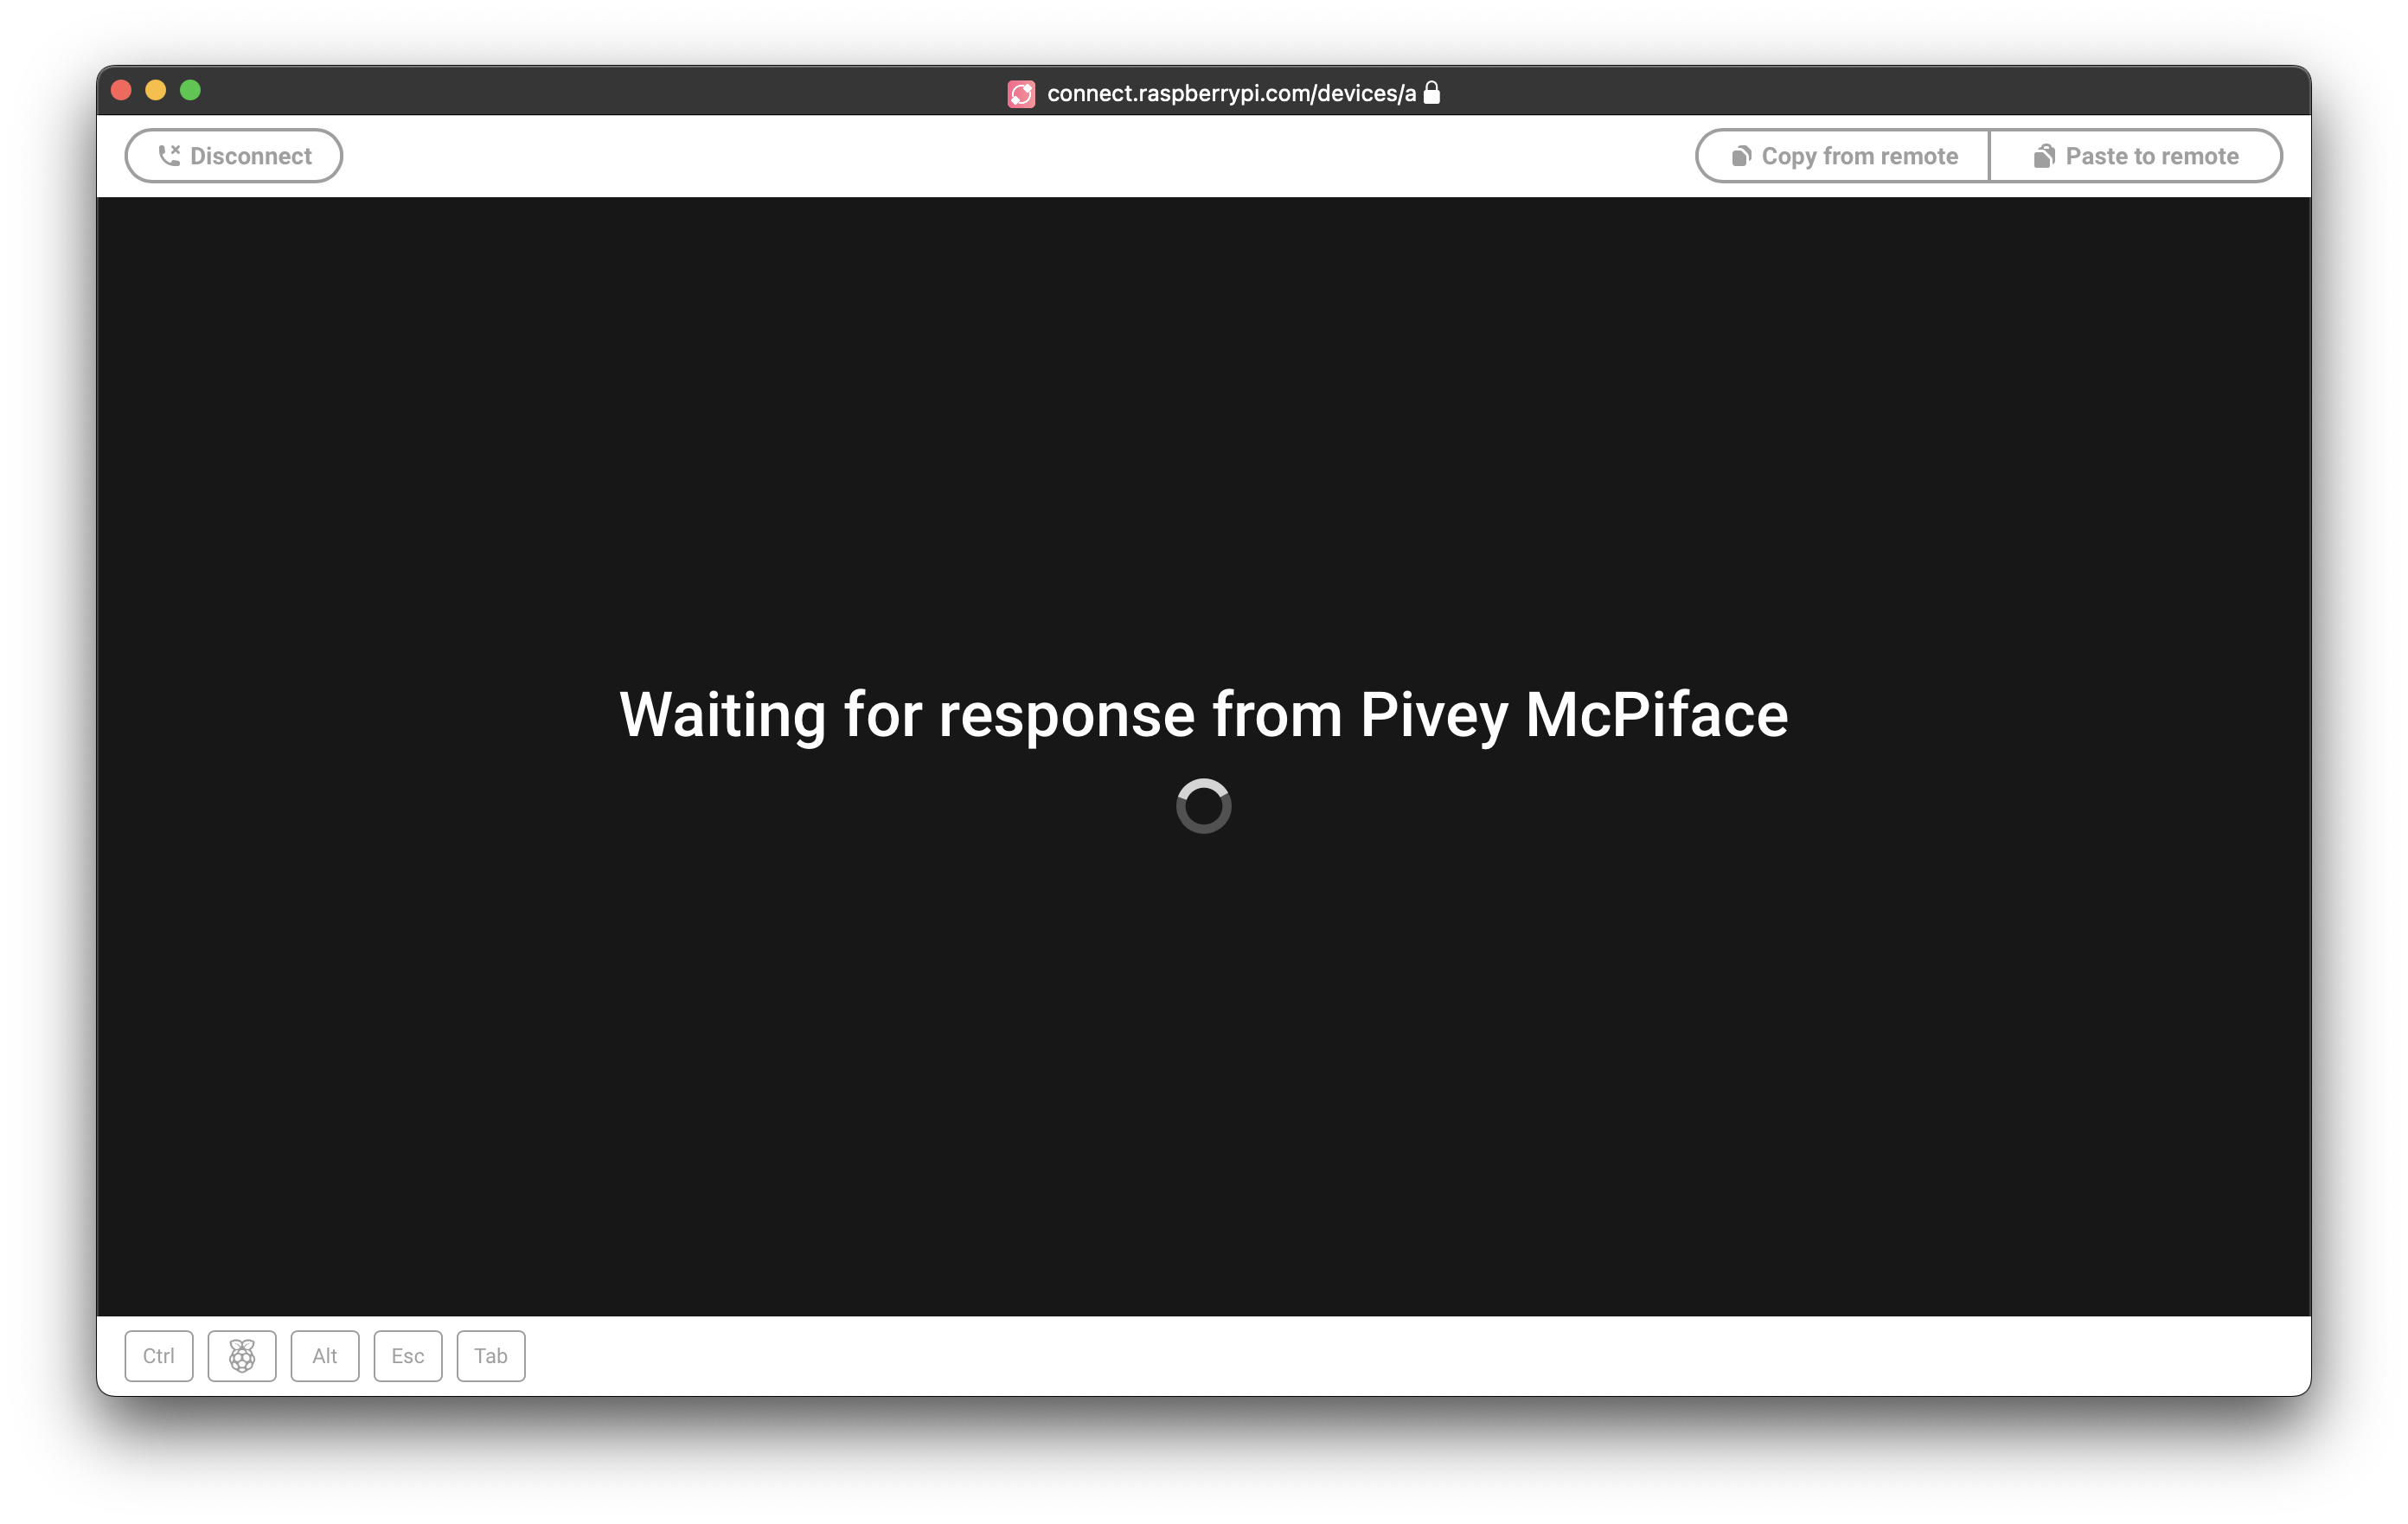 connect.raspberrypi.com/devices/a
Disconnect
Copy from remote
Paste to remote
Waiting for response from Pivey McPiface
Ctrl
Alt
Esc
Tab